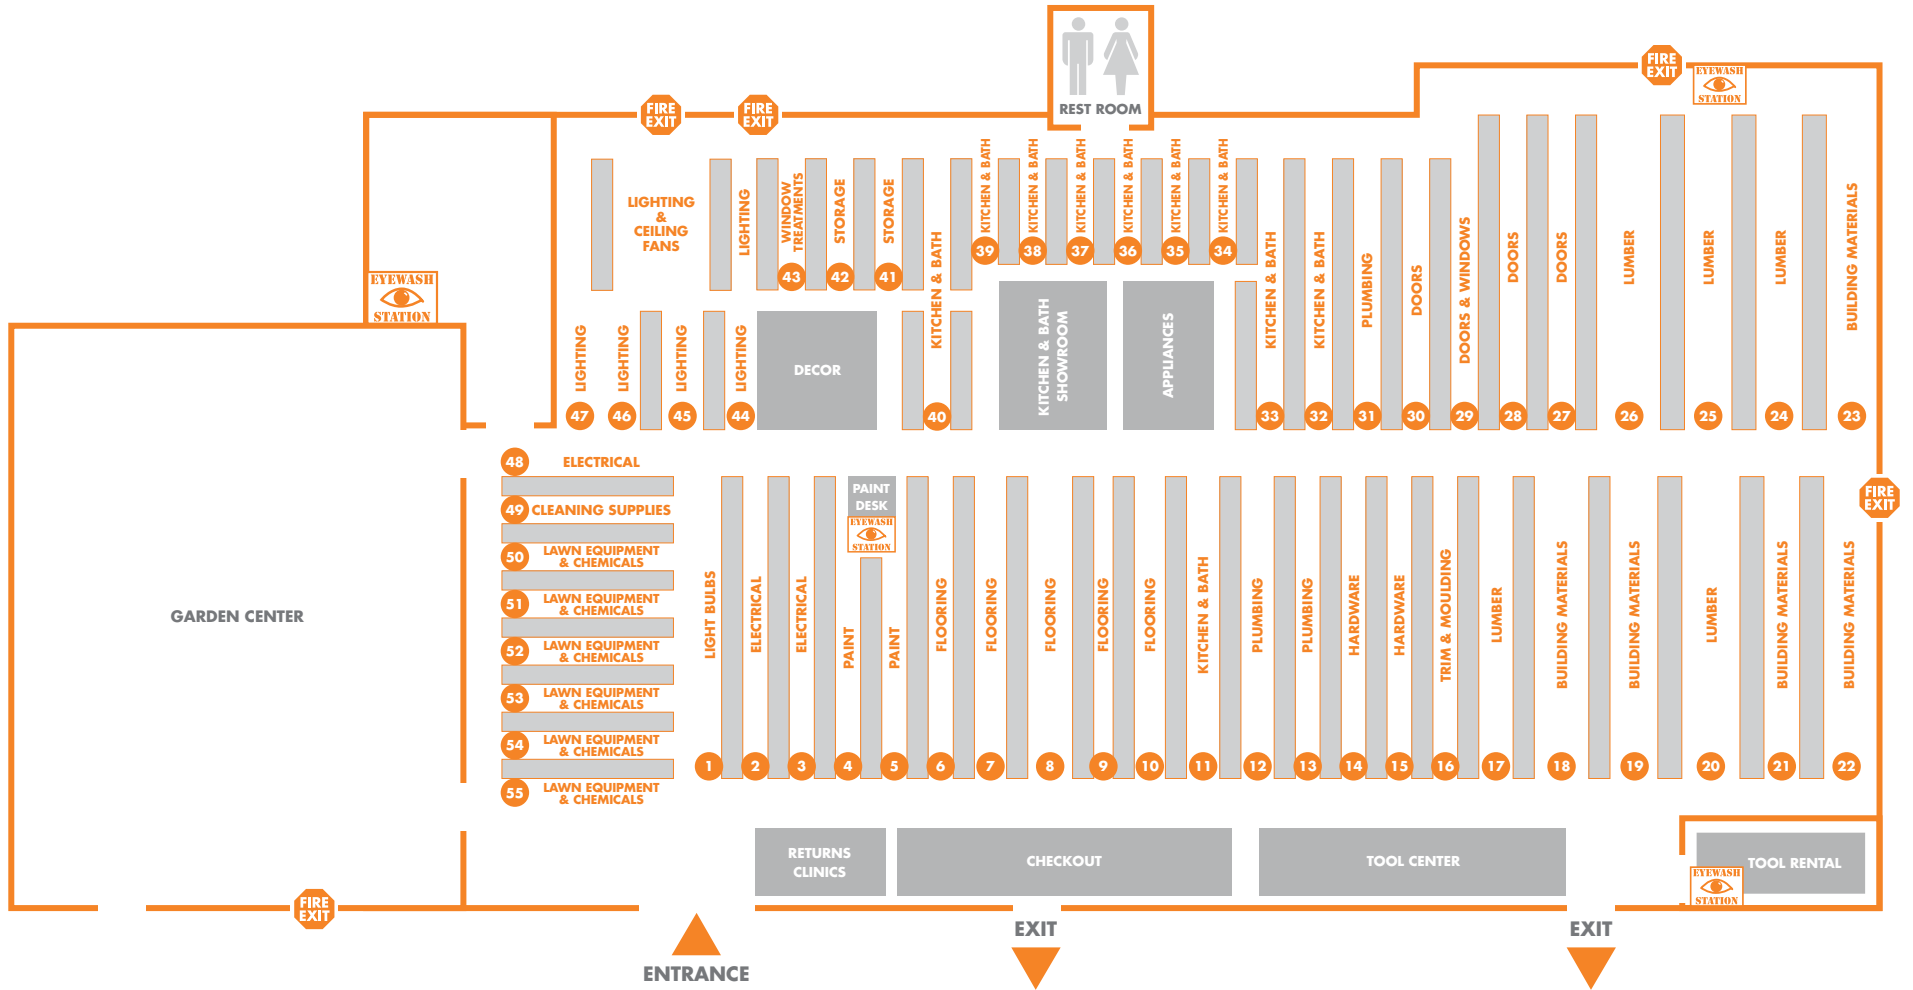 REST ROOM
FIRE
EXIT
FIRE
EXIT
FIRE
EXIT
EYEWASH
STATION
LIGHTING
&
CEILING
FANS
LIGHTING
WINDOW
TREATMENTS
43
STORAGE
42
STORAGE
41
KITCHEN & BATH
40
KITCHEN & BATH
39
KITCHEN & BATH
38
KITCHEN & BATH
37
KITCHEN & BATH
36
KITCHEN & BATH
35
KITCHEN & BATH
34
KITCHEN & BATH
33
KITCHEN & BATH
32
PLUMBING
31
DOORS
30
DOORS & WINDOWS
29
DOORS
28
DOORS
27
LUMBER
26
LUMBER
25
LUMBER
24
BUILDING MATERIALS
23
EYEWASH
STATION
LIGHTING
47
LIGHTING
46
LIGHTING
45
LIGHTING
44
DECOR
KITCHEN & BATH
SHOWROOM
APPLIANCES
FIRE
EXIT
GARDEN CENTER
48 ELECTRICAL
49 CLEANING SUPPLIES
50 LAWN EQUIPMENT
& CHEMICALS
51 LAWN EQUIPMENT
& CHEMICALS
52 LAWN EQUIPMENT
& CHEMICALS
53 LAWN EQUIPMENT
& CHEMICALS
54 LAWN EQUIPMENT
& CHEMICALS
55 LAWN EQUIPMENT
& CHEMICALS
PAINT
DESK
EYEWASH
STATION
LIGHT BULBS
1
ELECTRICAL
2
ELECTRICAL
3
PAINT
4
PAINT
5
FLOORING
6
FLOORING
7
FLOORING
8
FLOORING
9
FLOORING
10
KITCHEN & BATH
11
PLUMBING
12
PLUMBING
13
HARDWARE
14
HARDWARE
15
TRIM & MOULDING
16
LUMBER
17
BUILDING MATERIALS
18
BUILDING MATERIALS
19
LUMBER
20
BUILDING MATERIALS
21
BUILDING MATERIALS
22
RETURNS
CLINICS
CHECKOUT
TOOL CENTER
TOOL RENTAL
EYEWASH
STATION
FIRE
EXIT
ENTRANCE
EXIT
EXIT